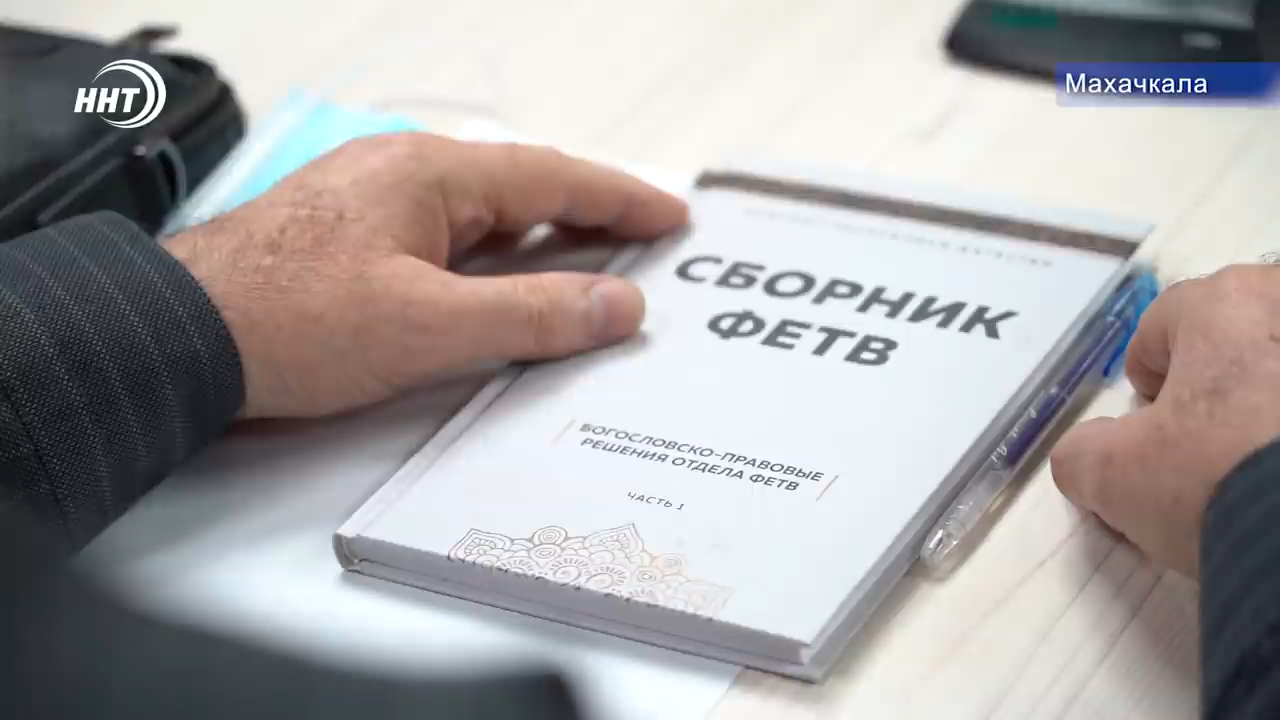 ННТ
Махачкала
СБОРНИК
ФЕТВ
БОГОСЛОВСКО-ПРАВОВЫЕ
РЕШЕНИЯ ОТДЕЛА ФЕТВ
ЧАСТЬ 1